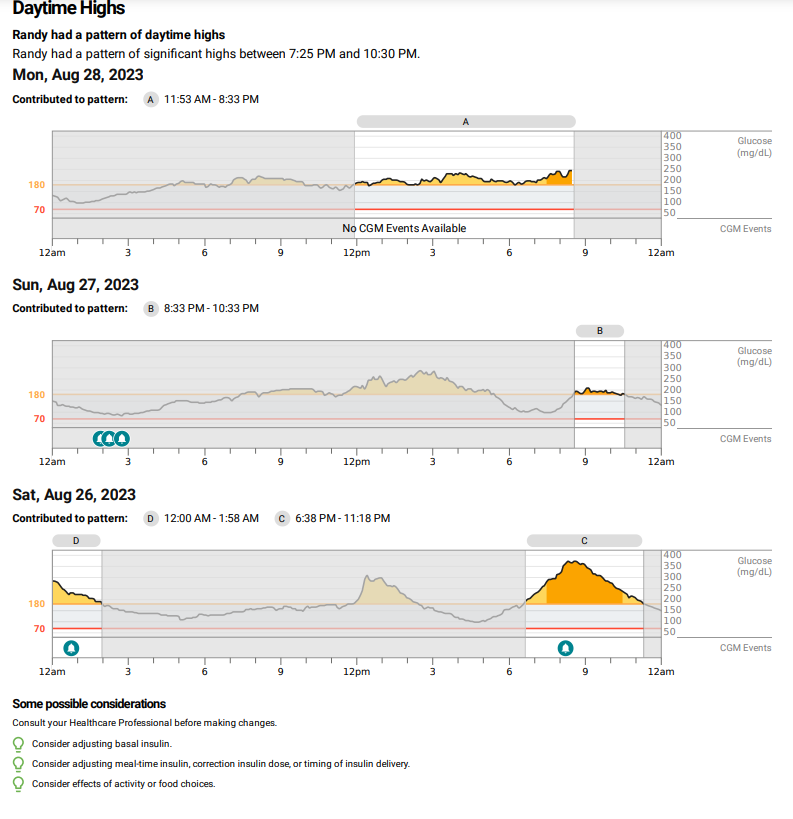 Daytime Highs
Randy had a pattern of daytime highs
Randy had a pattern of significant highs between 7:25 PM and 10:30 PM.
Mon, Aug 28, 2023
Contributed to pattern: A 11:53 AM - 8:33 PM
A
400
350
300
250
200
150
100
50
Glucose
(mg/dL)
180
70
No CGM Events Available
CGM Events
12am 3 6 9 12pm 3 6 9 12am
Sun, Aug 27, 2023
Contributed to pattern: B 8:33 PM - 10:33 PM
B
400
350
300
250
200
150
100
50
Glucose
(mg/dL)
180
70
CGM Events
12am 3 6 9 12pm 3 6 9 12am
Sat, Aug 26, 2023
Contributed to pattern: D 12:00 AM - 1:58 AM C 6:38 PM - 11:18 PM
D C
400
350
300
250
200
150
100
50
Glucose
(mg/dL)
180
70
CGM Events
12am 3 6 9 12pm 3 6 9 12am
Some possible considerations
Consult your Healthcare Professional before making changes.
Consider adjusting basal insulin.
Consider adjusting meal-time insulin, correction insulin dose, or timing of insulin delivery.
Consider effects of activity or food choices.